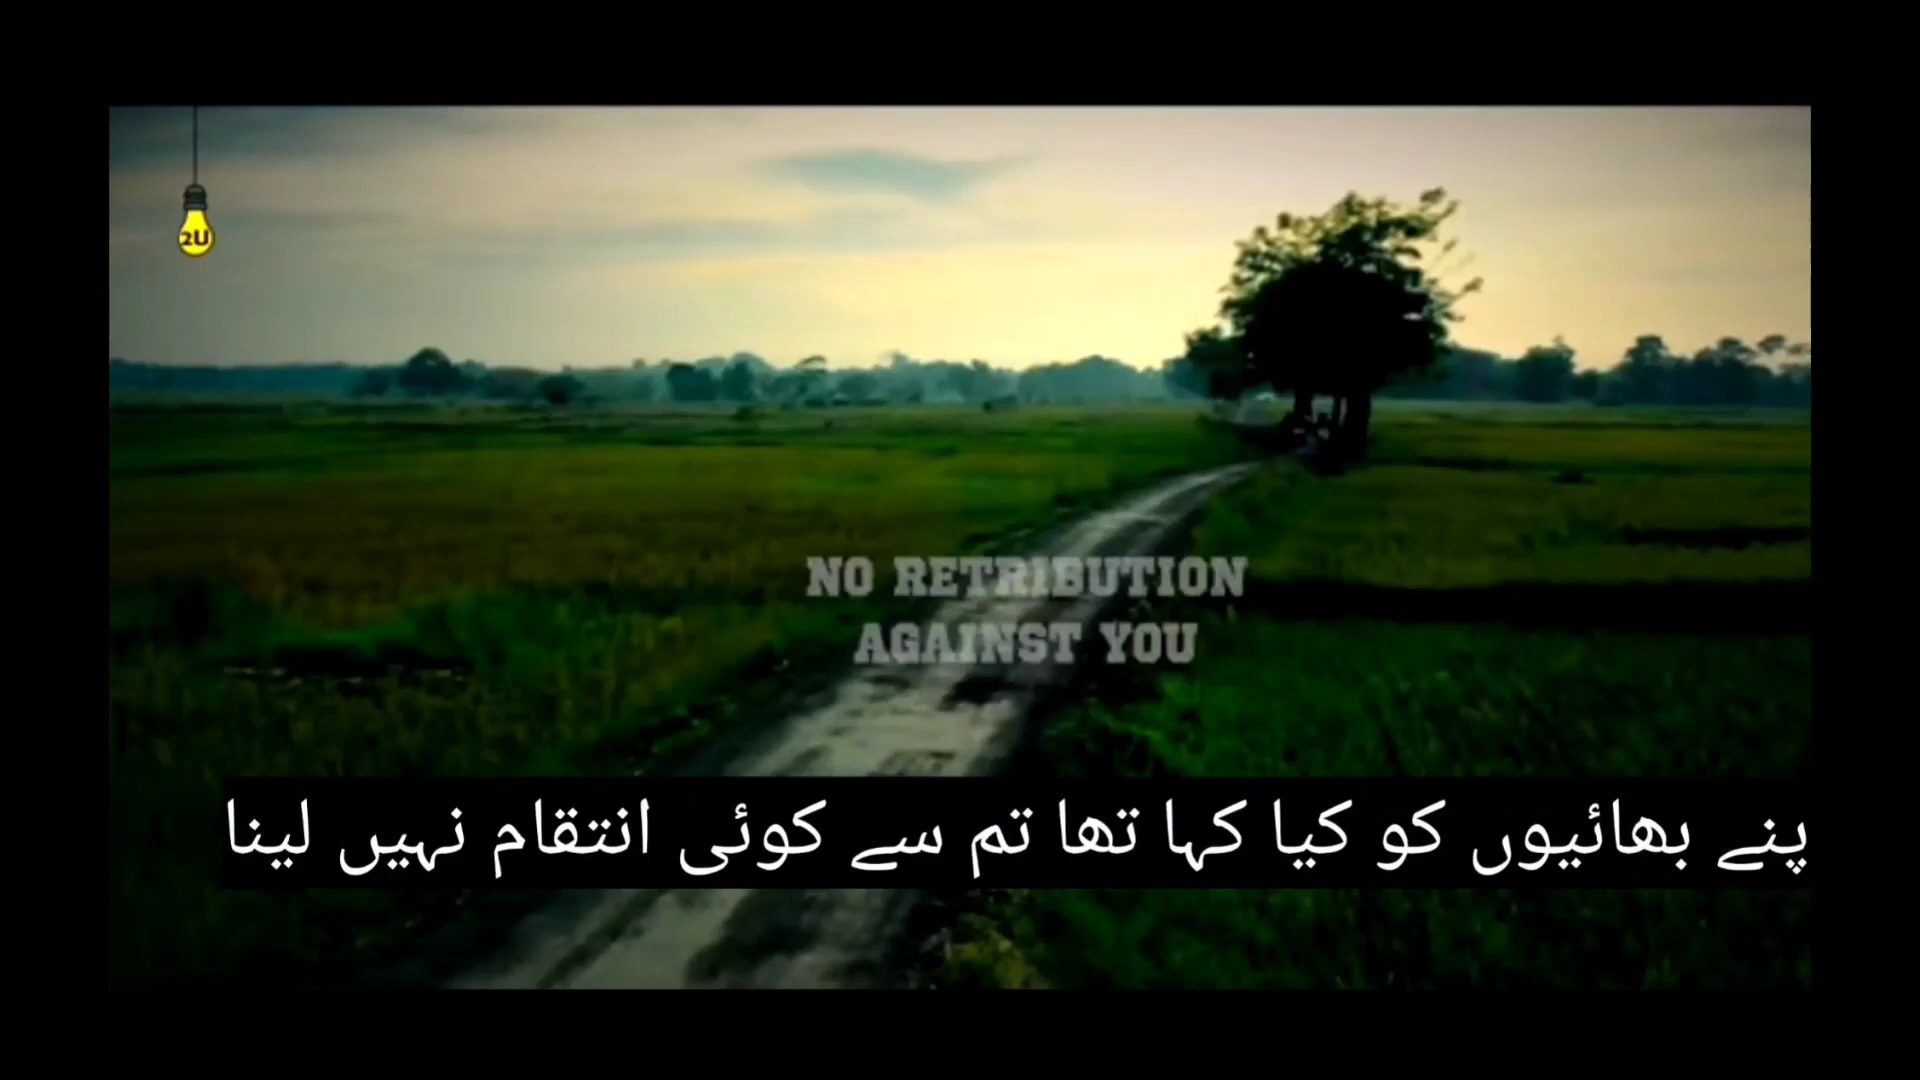 2U
NO RETRIBUTION
AGAINST YOU
پنے بھائیوں کو کیا کہا تھا تم سے کوئی انتقام نہیں لینا